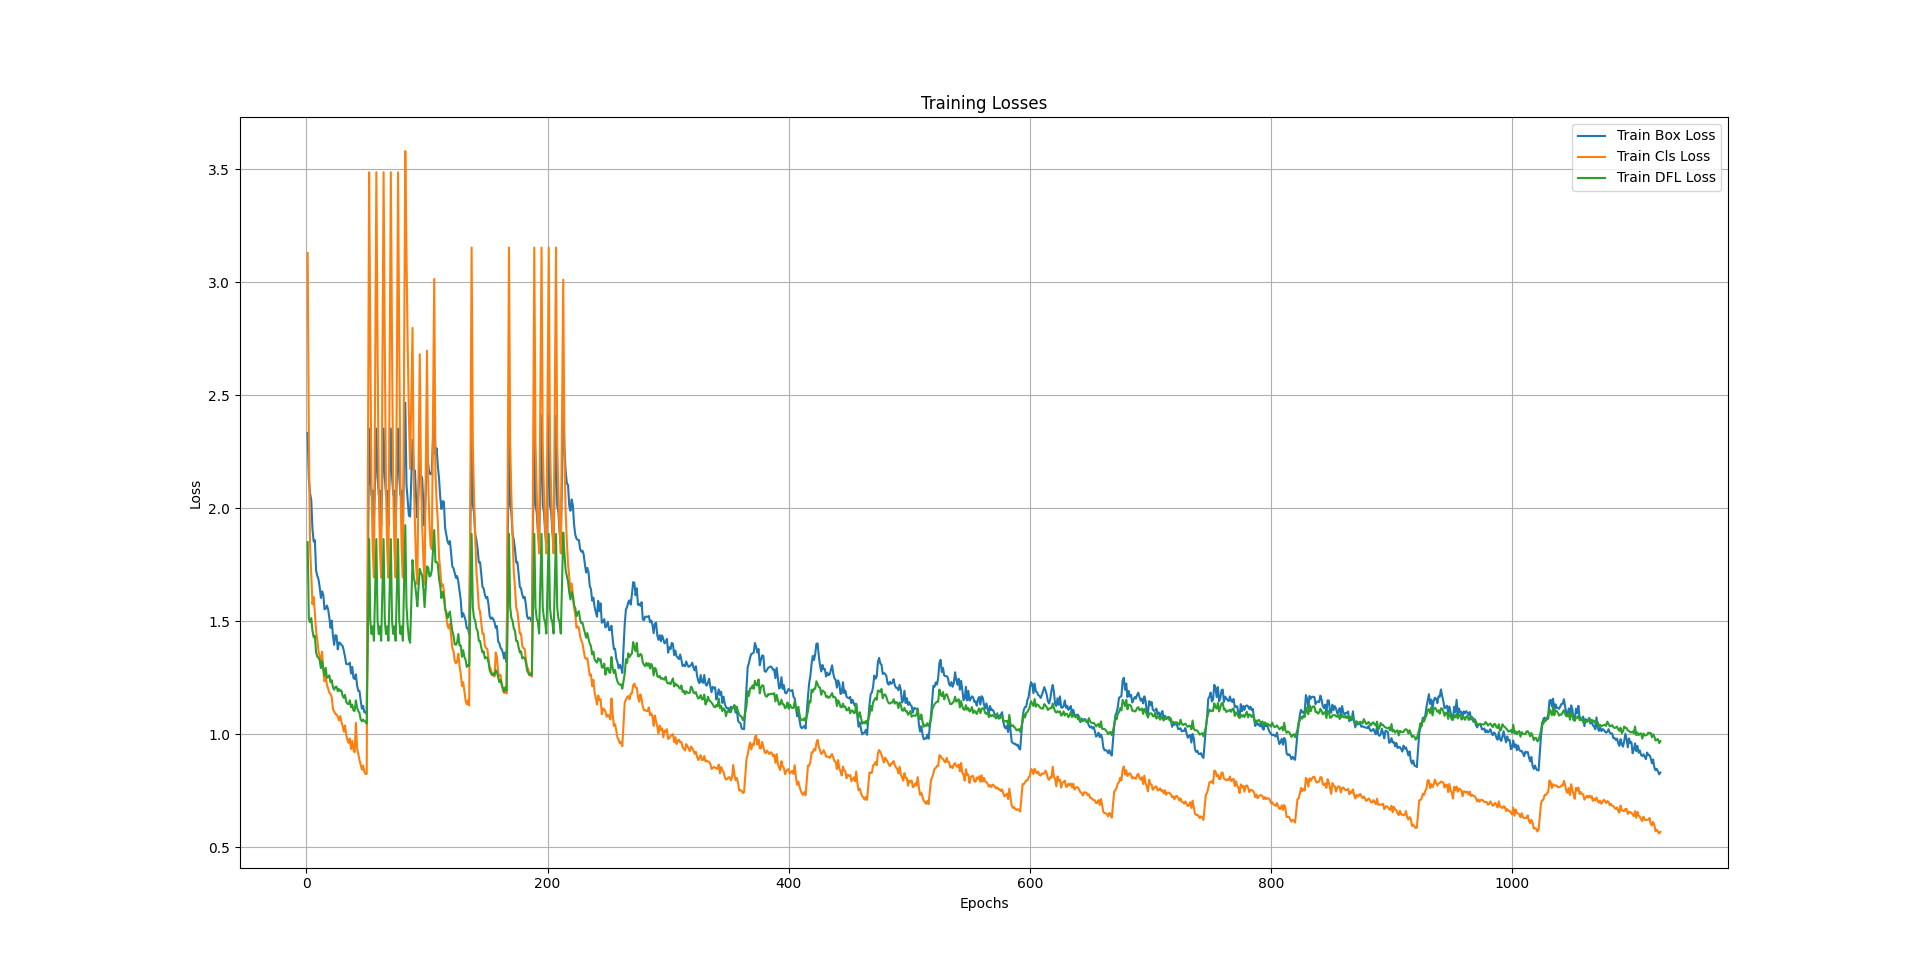 Training Losses
Train Box Loss
Train Cls Loss
Train DFL Loss
Loss
3.5
3.0
2.5
2.0
1.5
1.0
0.5
0 200 400 600 800 1000
Epochs